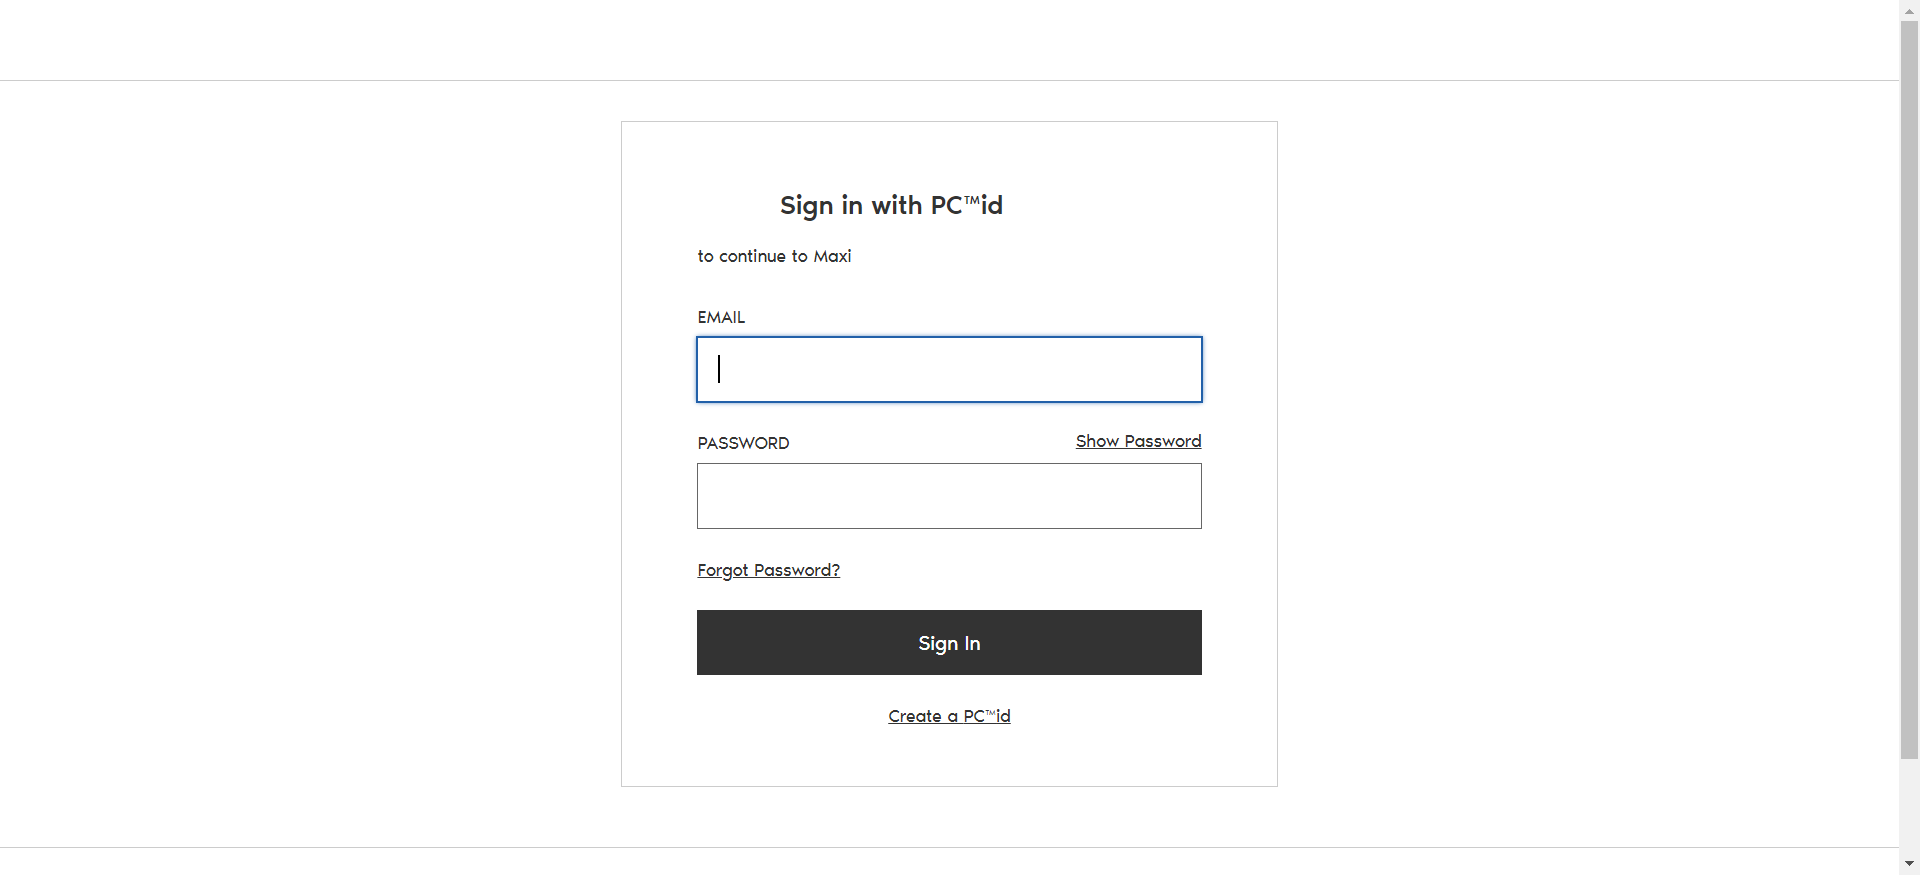 Sign in with PC™id
to continue to Maxi
EMAIL
PASSWORD
Show Password
Forgot Password?
Sign In
Create a PC™id